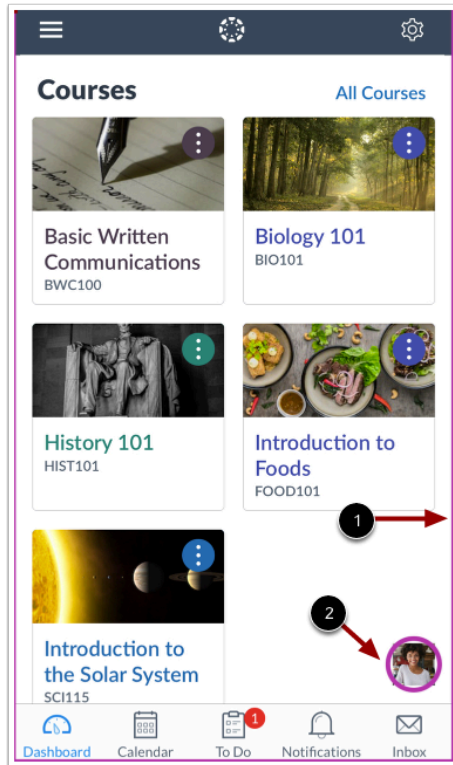 Courses
All Courses
Basic Written
Communications
BWC100
Biology 101
BIO101
History 101
HIST101
Introduction to
Foods
FOOD101
1
2
Introduction to
the Solar System
SCI115
1
Dashboard
Calendar
To Do
Notifications
Inbox